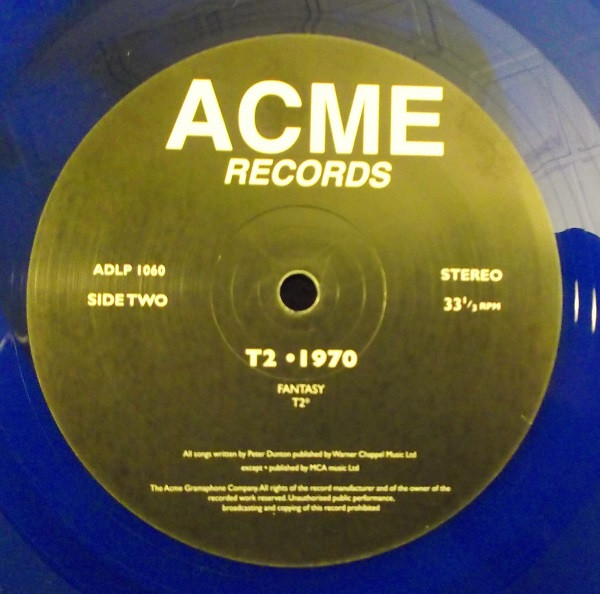 ACME
RECORDS
ADLP 1060
SIDE TWO
STEREO
33⅓ RPM
T2 • 1970
FANTASY
T2*
All songs written by Peter Dunton published by Warner Chappel Music Ltd
except • published by MCA music Ltd
The Acme Gramophone Company All rights of the record manufacturer and of the owner of the
recorded work reserved. Unauthorised public performance,
broadcasting and copying of this record prohibited